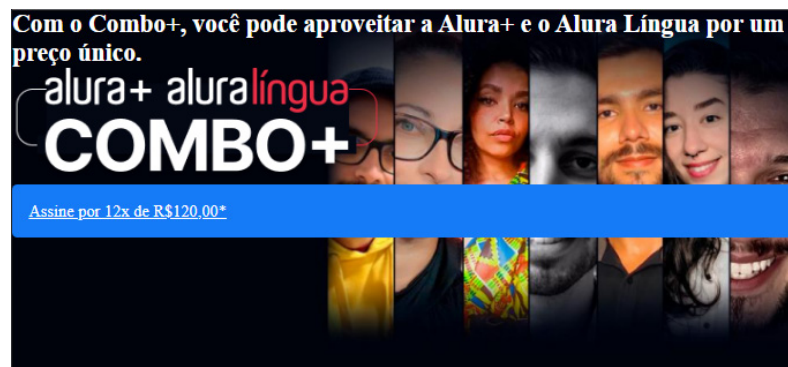 Com o Combo+, você pode aproveitar a Alura+ e o Alura Língua por um
preço único.
alura+ aluralíngua
COMBO+
Assine por 12x de R$120,00*